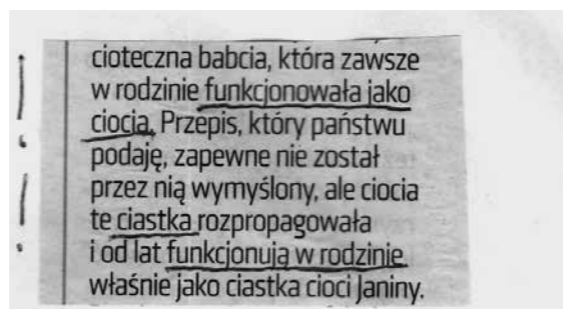 cioteczna babcia, która zawsze
w rodzinie funkcjonowała jako
ciocia. Przepis, który państwu
podaję, zapewne nie został
przez nią wymyślony, ale ciocia
te ciastka rozpropagowała
i od lat funkcjonują w rodzinie
właśnie jako ciastka cioci Janiny.